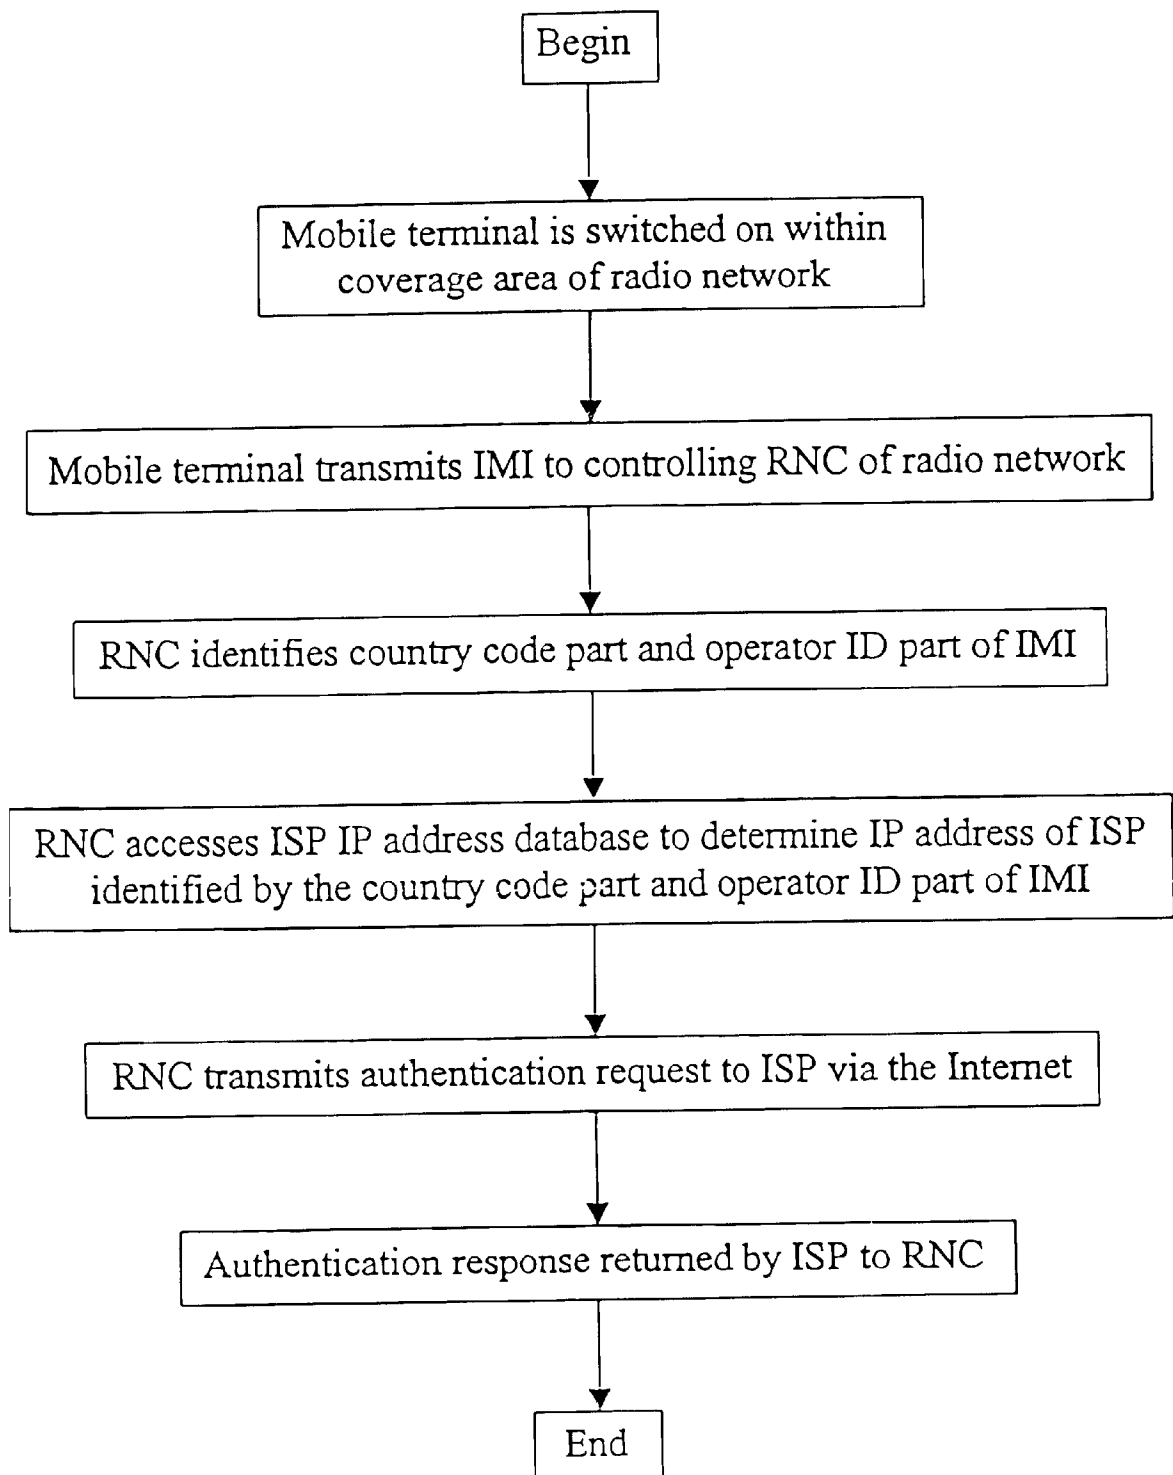 Begin
Mobile terminal is switched on within
coverage area of radio network
Mobile terminal transmits IMI to controlling RNC of radio network
RNC identifies country code part and operator ID part of IMI
RNC accesses ISP IP address database to determine IP address of ISP
identified by the country code part and operator ID part of IMI
RNC transmits authentication request to ISP via the Internet
Authentication response returned by ISP to RNC
End